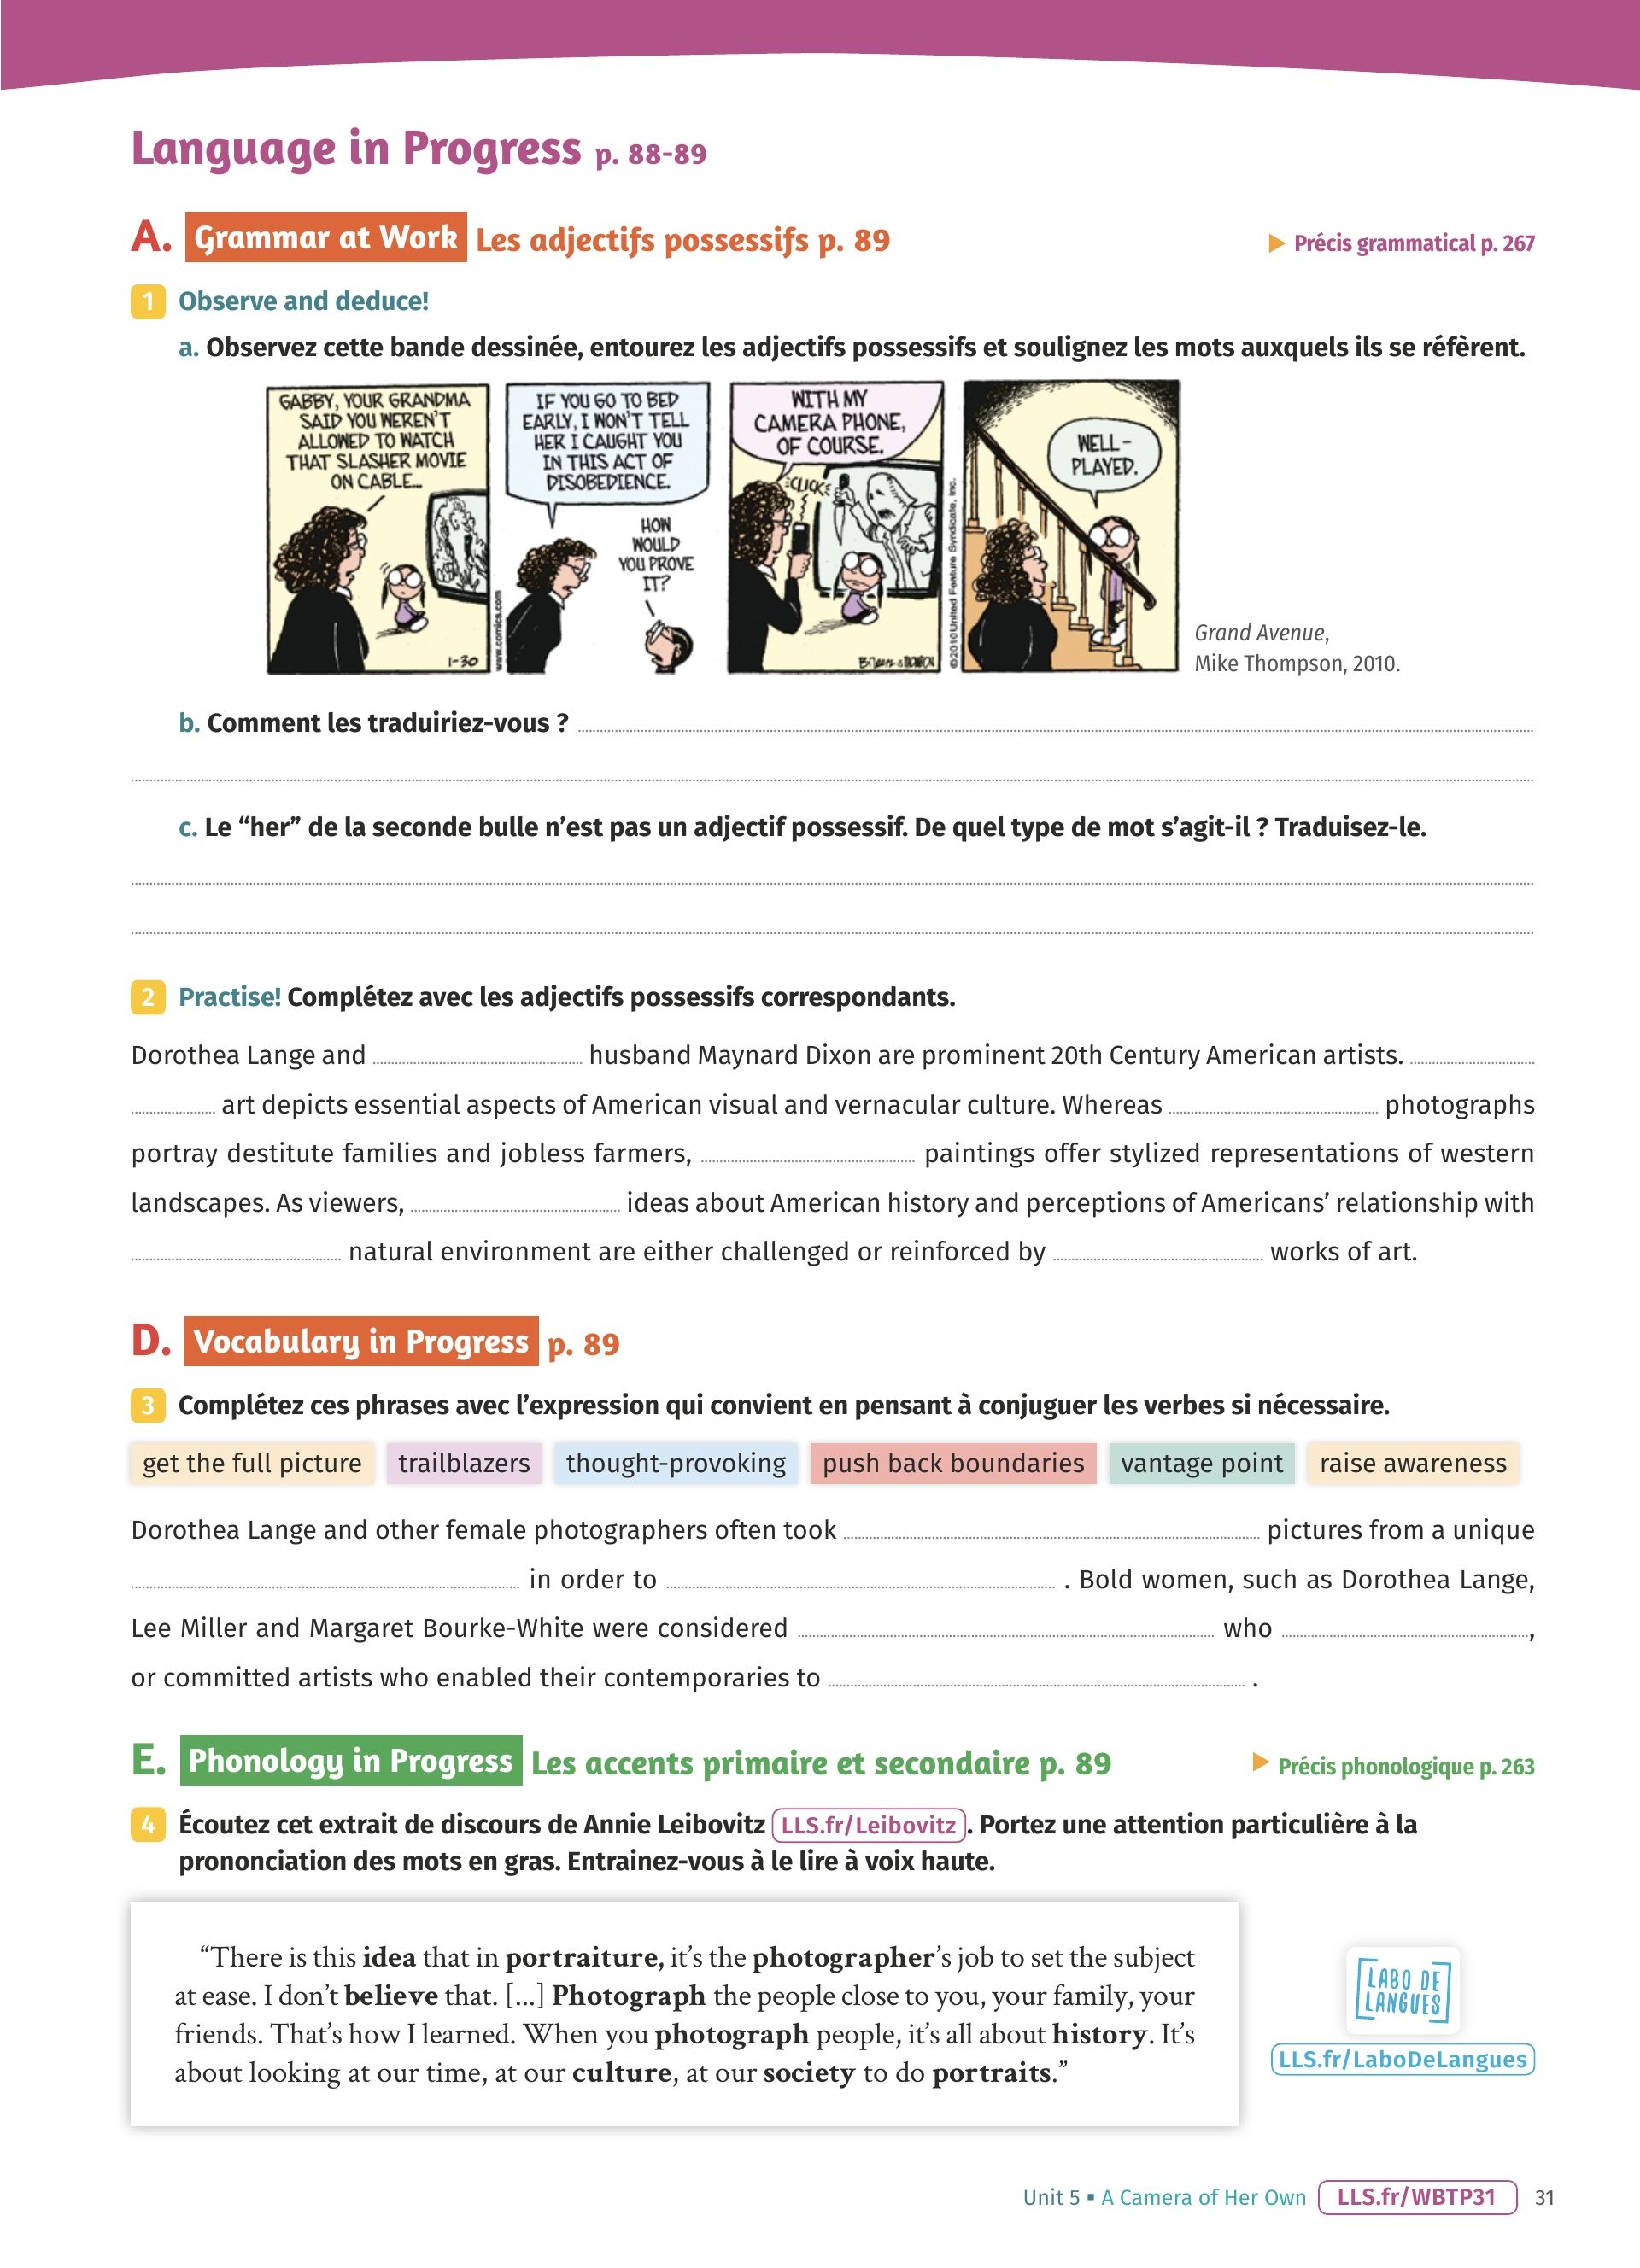 Language in Progress p. 88-89
A. Grammar at Work Les adjectifs possessifs p. 89
Précis grammatical p. 267
1 Observe and deduce!
a. Observez cette bande dessinée, entourez les adjectifs possessifs et soulignez les mots auxquels ils se réfèrent.
GABBY, YOUR GRANDMA
SAID YOU WEREN'T
ALLOWED TO WATCH
THAT SLASHER MOVIE
ON CABLE...
1-30
www.comics.com
IF YOU GO TO BED
EARLY, I WON'T TELL
HER I CAUGHT YOU
IN THIS ACT OF
DISOBEDIENCE.
HOW
WOULD
YOU PROVE
IT?
WITH MY
CAMERA PHONE,
OF COURSE.
CLICK
©2010 United Feature Syndicate, Inc.
WELL-
PLAYED.
Grand Avenue,
Mike Thompson, 2010.
b. Comment les traduiriez-vous ?
c. Le “her” de la seconde bulle n’est pas un adjectif possessif. De quel type de mot s’agit-il ? Traduisez-le.
2 Practise! Complétez avec les adjectifs possessifs correspondants.
Dorothea Lange and husband Maynard Dixon are prominent 20th Century American artists.
art depicts essential aspects of American visual and vernacular culture. Whereas photographs
portray destitute families and jobless farmers, paintings offer stylized representations of western
landscapes. As viewers, ideas about American history and perceptions of Americans’ relationship with
natural environment are either challenged or reinforced by works of art.
D. Vocabulary in Progress p. 89
3 Complétez ces phrases avec l’expression qui convient en pensant à conjuguer les verbes si nécessaire.
get the full picture trailblazers thought-provoking push back boundaries vantage point raise awareness
Dorothea Lange and other female photographers often took pictures from a unique
in order to . Bold women, such as Dorothea Lange,
Lee Miller and Margaret Bourke-White were considered who ,
or committed artists who enabled their contemporaries to .
E. Phonology in Progress Les accents primaire et secondaire p. 89
Précis phonologique p. 263
4 Écoutez cet extrait de discours de Annie Leibovitz LLS.fr/Leibovitz . Portez une attention particulière à la
prononciation des mots en gras. Entrainez-vous à le lire à voix haute.
“There is this idea that in portraiture, it’s the photographer’s job to set the subject
at ease. I don’t believe that. [...] Photograph the people close to you, your family, your
friends. That’s how I learned. When you photograph people, it’s all about history. It’s
about looking at our time, at our culture, at our society to do portraits.”
LABO DE
LANGUES
LLS.fr/LaboDeLangues
Unit 5 ▪ A Camera of Her Own LLS.fr/WBTP31 31